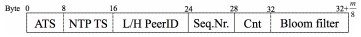 Byte 0 8 16 24 28 32 32+m/8
ATS NTP TS L/H PeerID Seq.Nr. Cnt Bloom filter